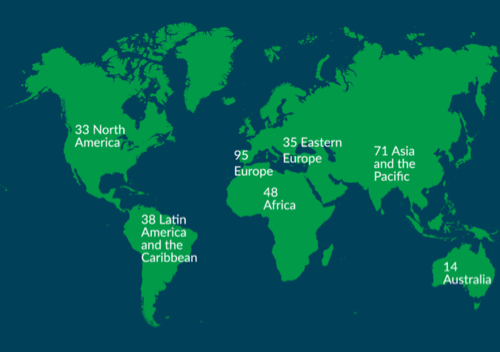 33 North
America
95
Europe
35 Eastern
Europe
71 Asia
and the
Pacific
48
Africa
38 Latin
America
and the
Caribbean
14
Australia